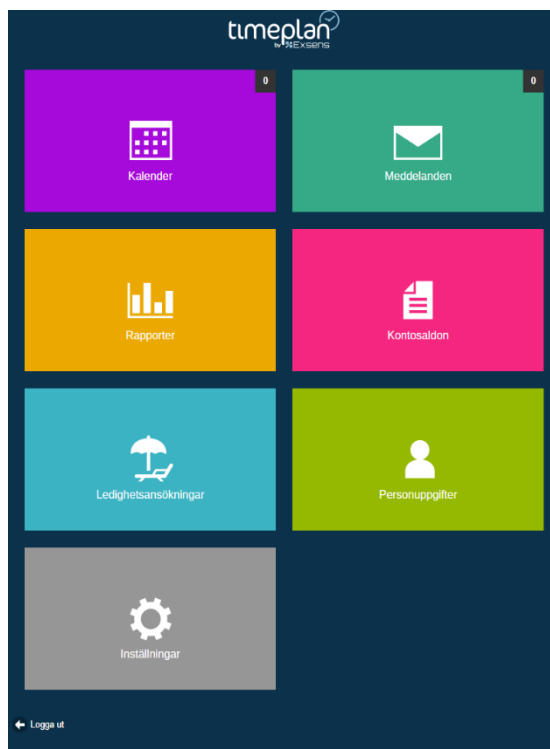 timeplan
by Exsens
0
0
Kalender
Meddelanden
Rapporter
Kontosaldon
Ledighetsansökningar
Personuppgifter
Inställningar
Logga ut